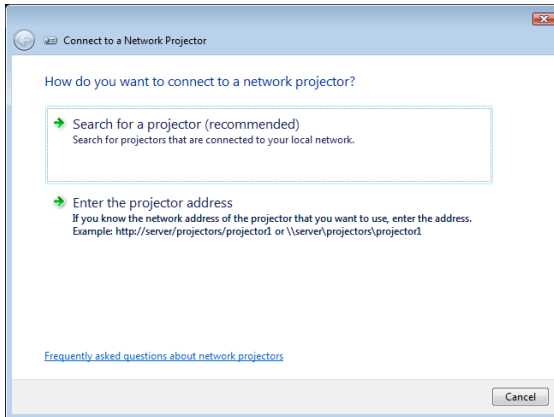 Connect to a Network Projector
How do you want to connect to a network projector?
Search for a projector (recommended)
Search for projectors that are connected to your local network.
Enter the projector address
If you know the network address of the projector that you want to use, enter the address.
Example: http://server/projectors/projector1 or \\server\projectors\projector1
Frequently asked questions about network projectors
Cancel